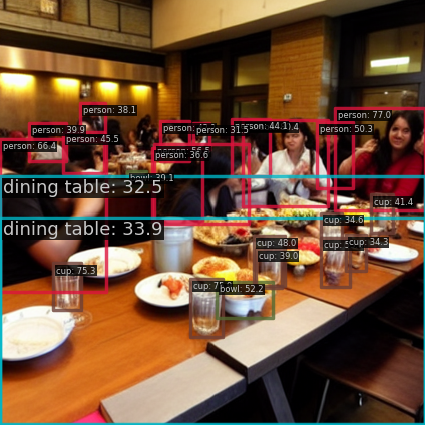 person: 38.1
person: 77.0
person: 39.9
person: 31.5
person: 44.1
person: 50.3
person: 45.5
person: 66.4
person: 36.6
bowl: 39.1
dining table: 32.5
cup: 41.4
cup: 34.6
dining table: 33.9
cup: 48.0
cup: 34.3
cup: 39.0
cup: 75.3
bowl: 52.2